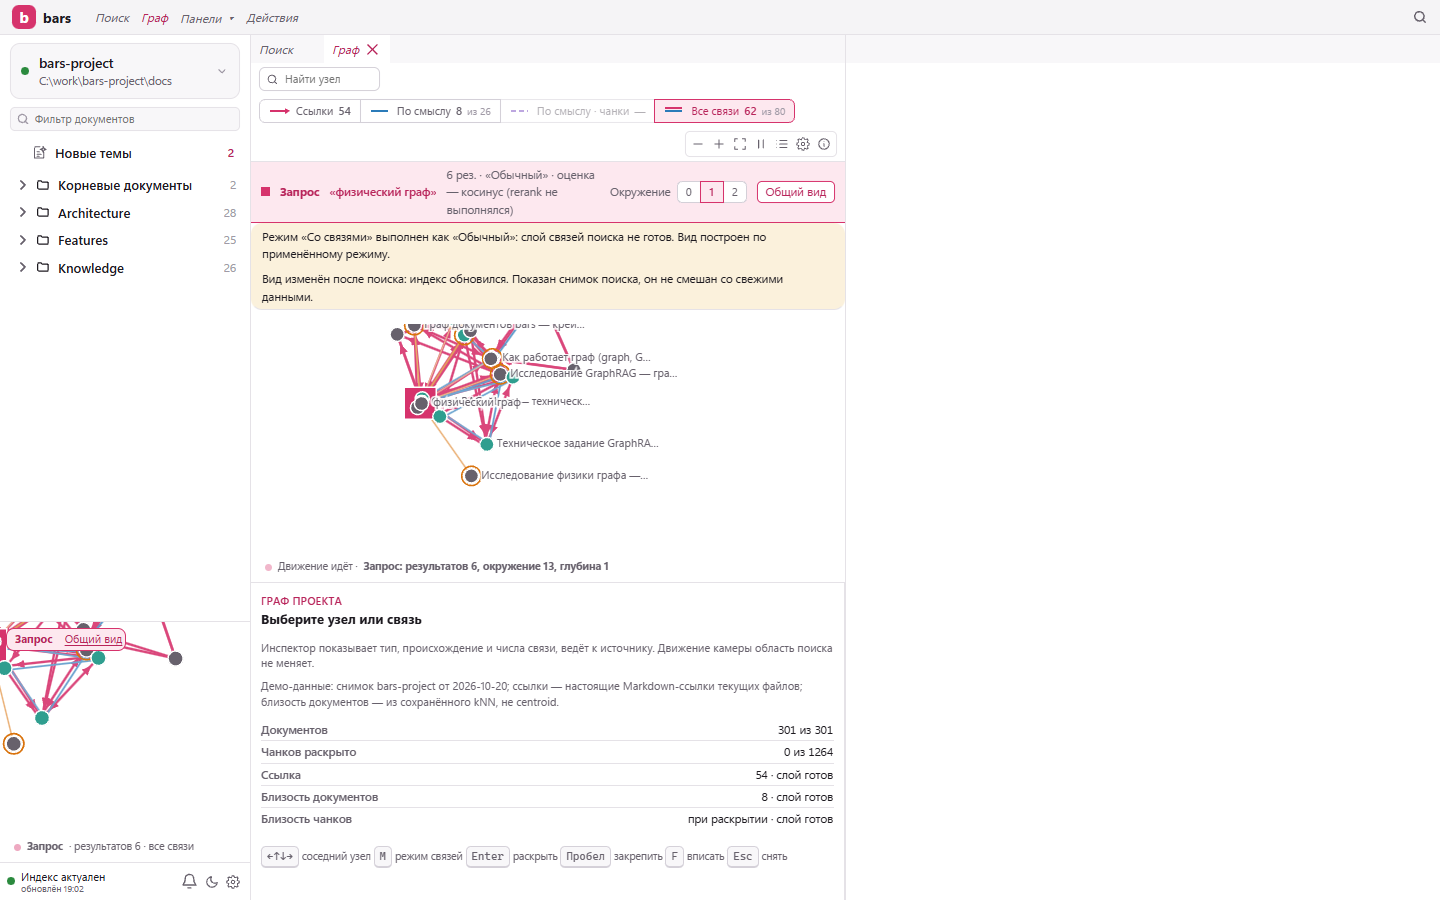 b bars Поиск Граф Панели Действия
bars-project
C:\work\bars-project\docs
Фильтр документов
Новые темы 2
Корневые документы 2
Architecture 28
Features 25
Knowledge 26
Запрос Общий вид
Запрос · результатов 6 · все связи
Индекс актуален
обновлён 19:02
Поиск Граф
Найти узел
Ссылки 54 По смыслу 8 из 26 По смыслу · чанки — Все связи 62 из 80
Запрос «физический граф» 6 рез. · «Обычный» · оценка
— косинус (rerank не
выполнялся)
Окружение 0 1 2 Общий вид
Режим «Со связями» выполнен как «Обычный»: слой связей поиска не готов. Вид построен по
применённому режиму.
Вид изменён после поиска: индекс обновился. Показан снимок поиска, он не смешан со свежими
данными.
Граф документов bars — крей...
Как работает граф (graph, G...
Исследование GraphRAG — гра...
физический граф — техническ...
Техническое задание GraphRA...
Исследование физики графа —...
Движение идёт · Запрос: результатов 6, окружение 13, глубина 1
ГРАФ ПРОЕКТА
Выберите узел или связь
Инспектор показывает тип, происхождение и числа связи, ведёт к источнику. Движение камеры область поиска
не меняет.
Демо-данные: снимок bars-project от 2026-10-20; ссылки — настоящие Markdown-ссылки текущих файлов;
близость документов — из сохранённого kNN, не centroid.
Документов 301 из 301
Чанков раскрыто 0 из 1264
Ссылка 54 · слой готов
Близость документов 8 · слой готов
Близость чанков при раскрытии · слой готов
←↑↓→ соседний узел M режим связей Enter раскрыть Пробел закрепить F вписать Esc снять